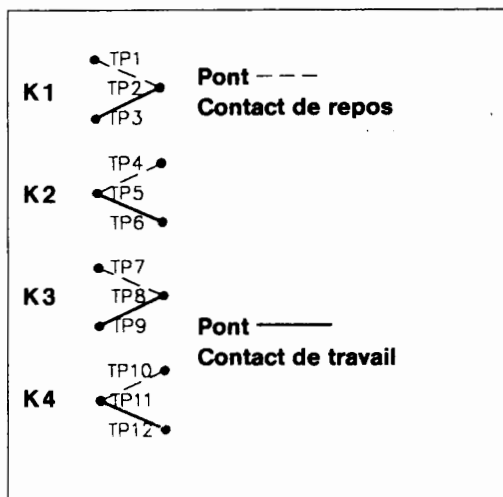 TP1
K1 TP2 Pont
TP3 Contact de repos
TP4
K2 TP5
TP6
TP7
K3 TP8
TP9 Pont
Contact de travail
TP10
K4 TP11
TP12